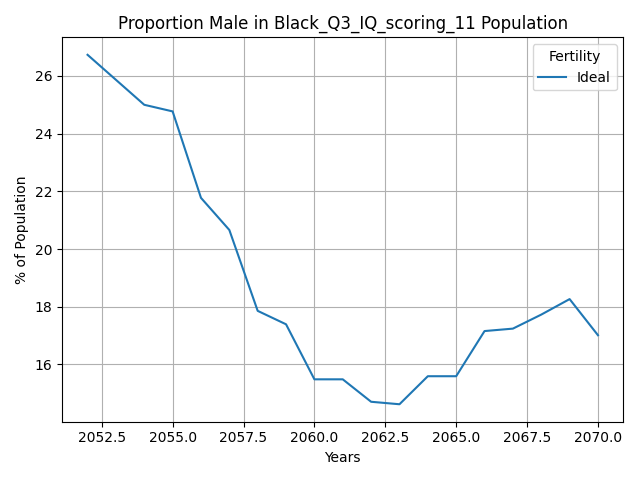 Proportion Male in Black_Q3_IQ_scoring_11 Population
Fertility
Ideal
% of Population
26
24
22
20
18
16
2052.5 2055.0 2057.5 2060.0 2062.5 2065.0 2067.5 2070.0
Years